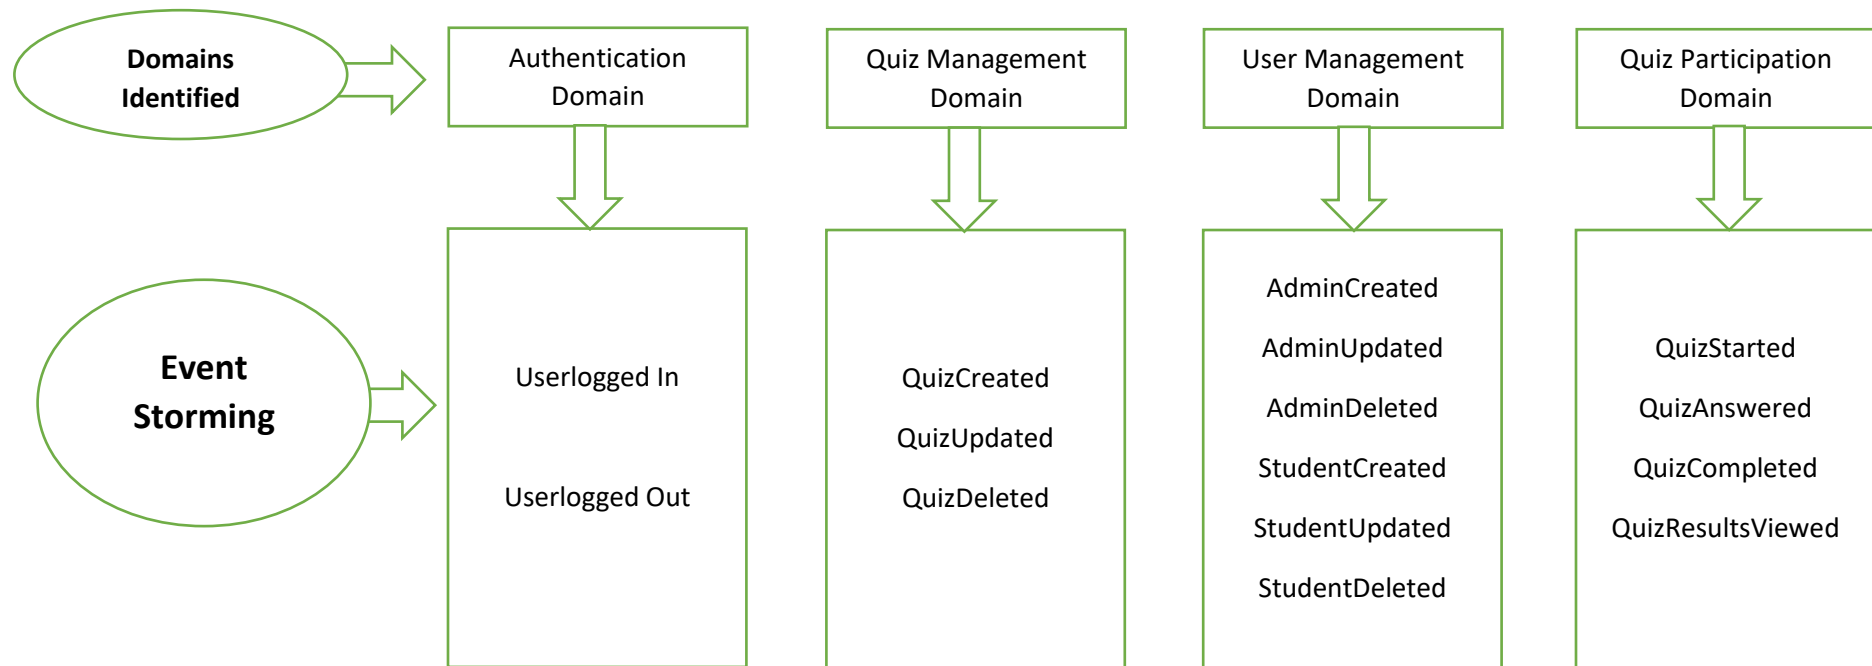 Domains
Identified
Authentication
Domain
Quiz Management
Domain
User Management
Domain
Quiz Participation
Domain
Event
Storming
Userlogged In
Userlogged Out
QuizCreated
QuizUpdated
QuizDeleted
AdminCreated
AdminUpdated
AdminDeleted
StudentCreated
StudentUpdated
StudentDeleted
QuizStarted
QuizAnswered
QuizCompleted
QuizResultsViewed